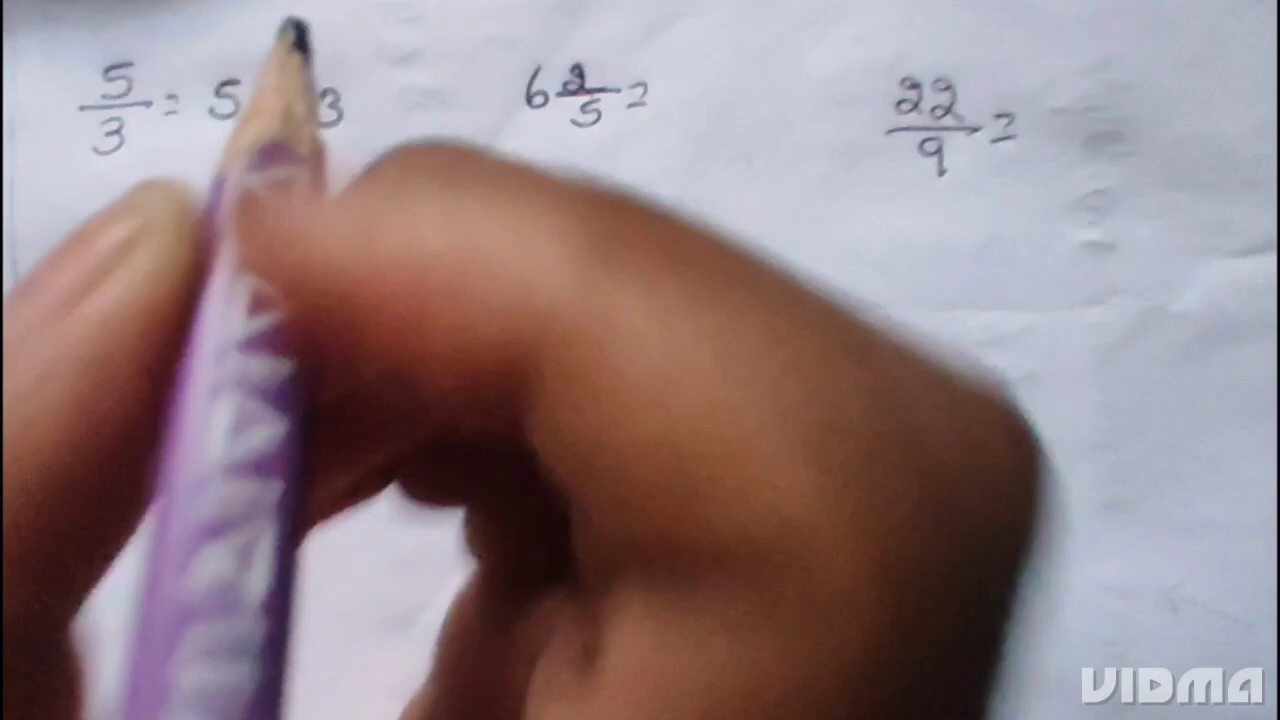 5/3 = 5 3
6 2/5 =
22/9 =
VIDMA